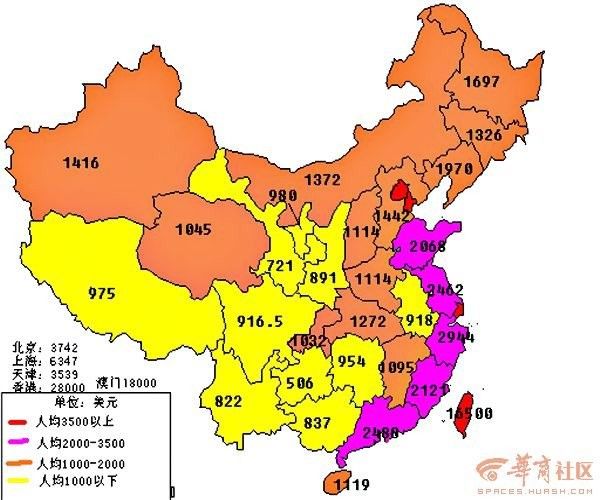 1697
1326
1416
1372
1970
980
1442
1045
1114
2068
721
891
1114
975
2462
916.5
1272
918
1032
2944
954
1095
506
822
2121
837
2488
16500
1119
北京：3742
上海：6347
天津：3539
香港：28000 澳门18000
单位：美元
人均3500以上
人均2000-3500
人均1000-2000
人均1000以下
華商社区
SPACES.HURSH.COM